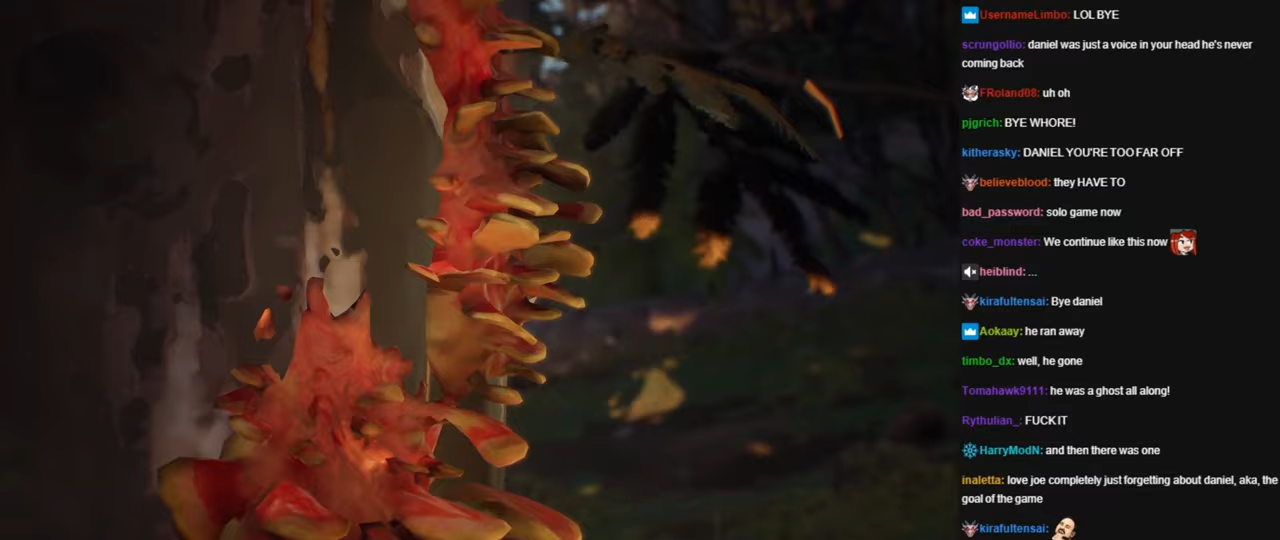 UsernameLimbo: LOL BYE
scrungollio: daniel was just a voice in your head he's never
coming back
FRoland08: uh oh
pjgrich: BYE WHORE!
kitherasky: DANIEL YOU'RE TOO FAR OFF
believeblood: they HAVE TO
bad_password: solo game now
coke_monster: We continue like this now
heiblind: ...
kirafultensai: Bye daniel
Aokaay: he ran away
timbo_dx: well, he gone
Tomahawk9111: he was a ghost all along!
Rythulian_: FUCK IT
HarryModN: and then there was one
inaletta: love joe completely just forgetting about daniel, aka, the
goal of the game
kirafultensai: